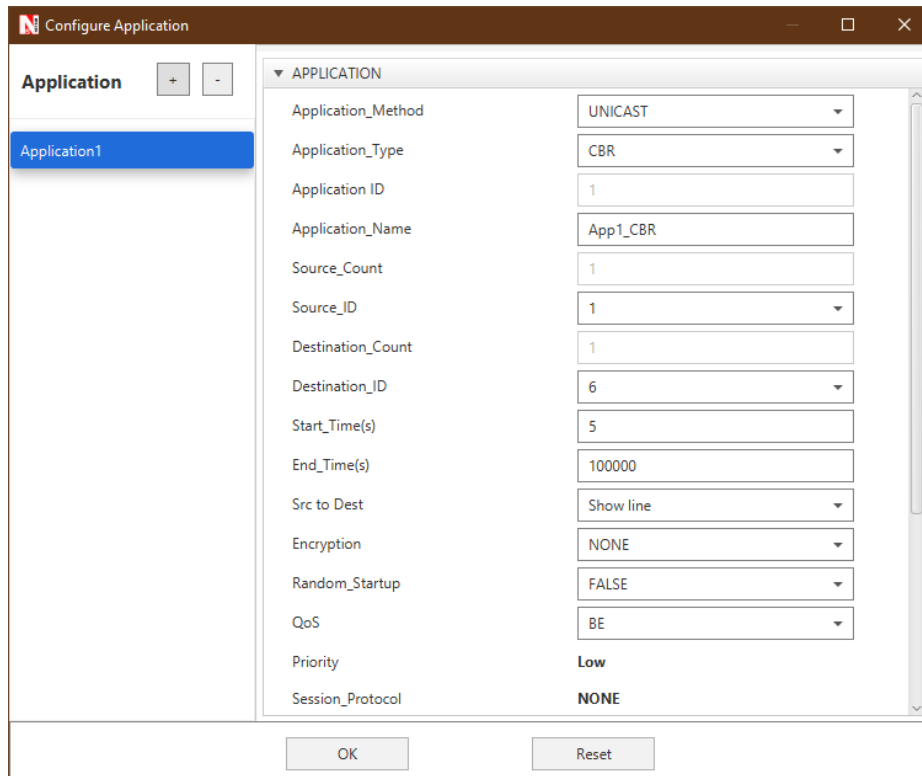 Configure Application
Application + -
Application1
APPLICATION
Application_Method UNICAST
Application_Type CBR
Application ID 1
Application_Name App1_CBR
Source_Count 1
Source_ID 1
Destination_Count 1
Destination_ID 6
Start_Time(s) 5
End_Time(s) 100000
Src to Dest Show line
Encryption NONE
Random_Startup FALSE
QoS BE
Priority Low
Session_Protocol NONE
OK Reset